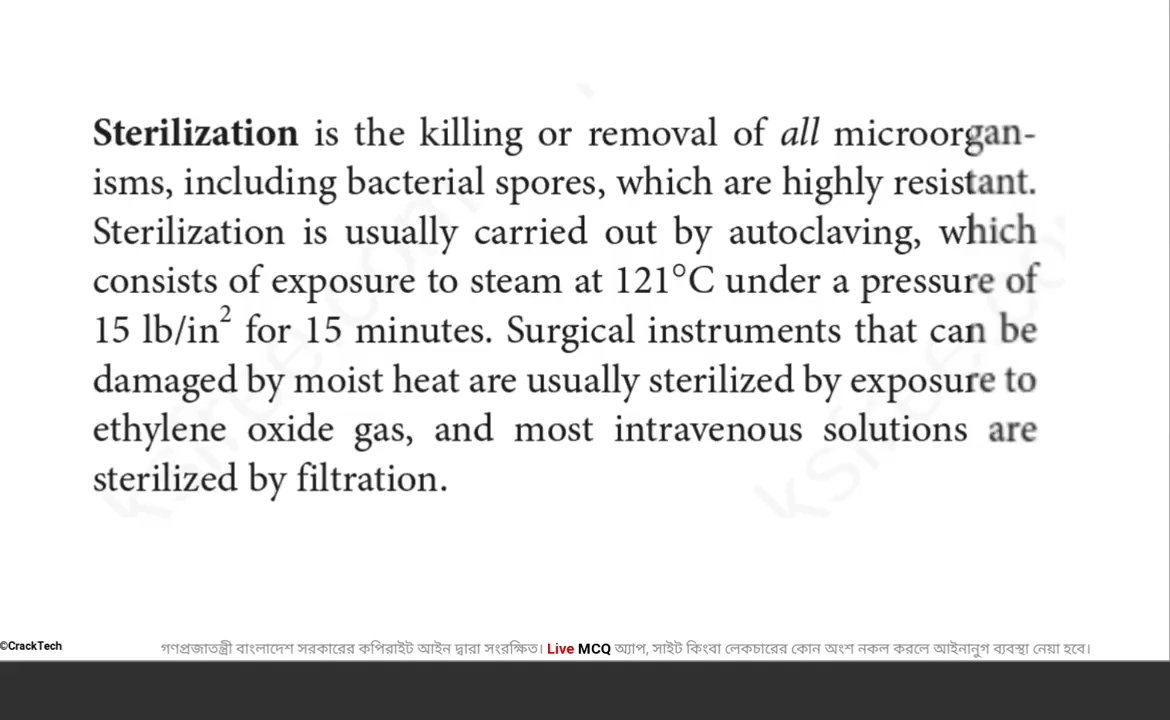 Sterilization is the killing or removal of all microorgan-
isms, including bacterial spores, which are highly resistant.
Sterilization is usually carried out by autoclaving, which
consists of exposure to steam at 121°C under a pressure of
15 lb/in² for 15 minutes. Surgical instruments that can be
damaged by moist heat are usually sterilized by exposure to
ethylene oxide gas, and most intravenous solutions are
sterilized by filtration.
©CrackTech
গণপ্রজাতন্ত্রী বাংলাদেশ সরকারের কপিরাইট আইন দ্বারা সংরক্ষিত। Live MCQ অ্যাপ, সাইট কিংবা লেকচারের কোন অংশ নকল করলে আইনানুগ ব্যবস্থা নেয়া হবে।